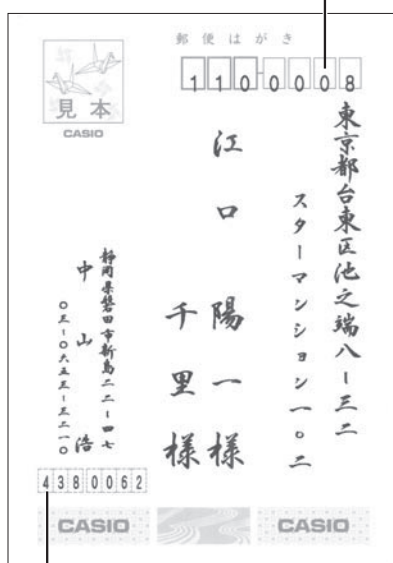 郵便はがき
110-0008
見本
CASIO
東京都台東区池之端八ー三二
スターマンション一〇二
江口 陽一様
千里様
静岡県磐田市新島二二ー四七
中山 浩
〇三ー〇六五三ー三二一〇
4380062
CASIO
CASIO